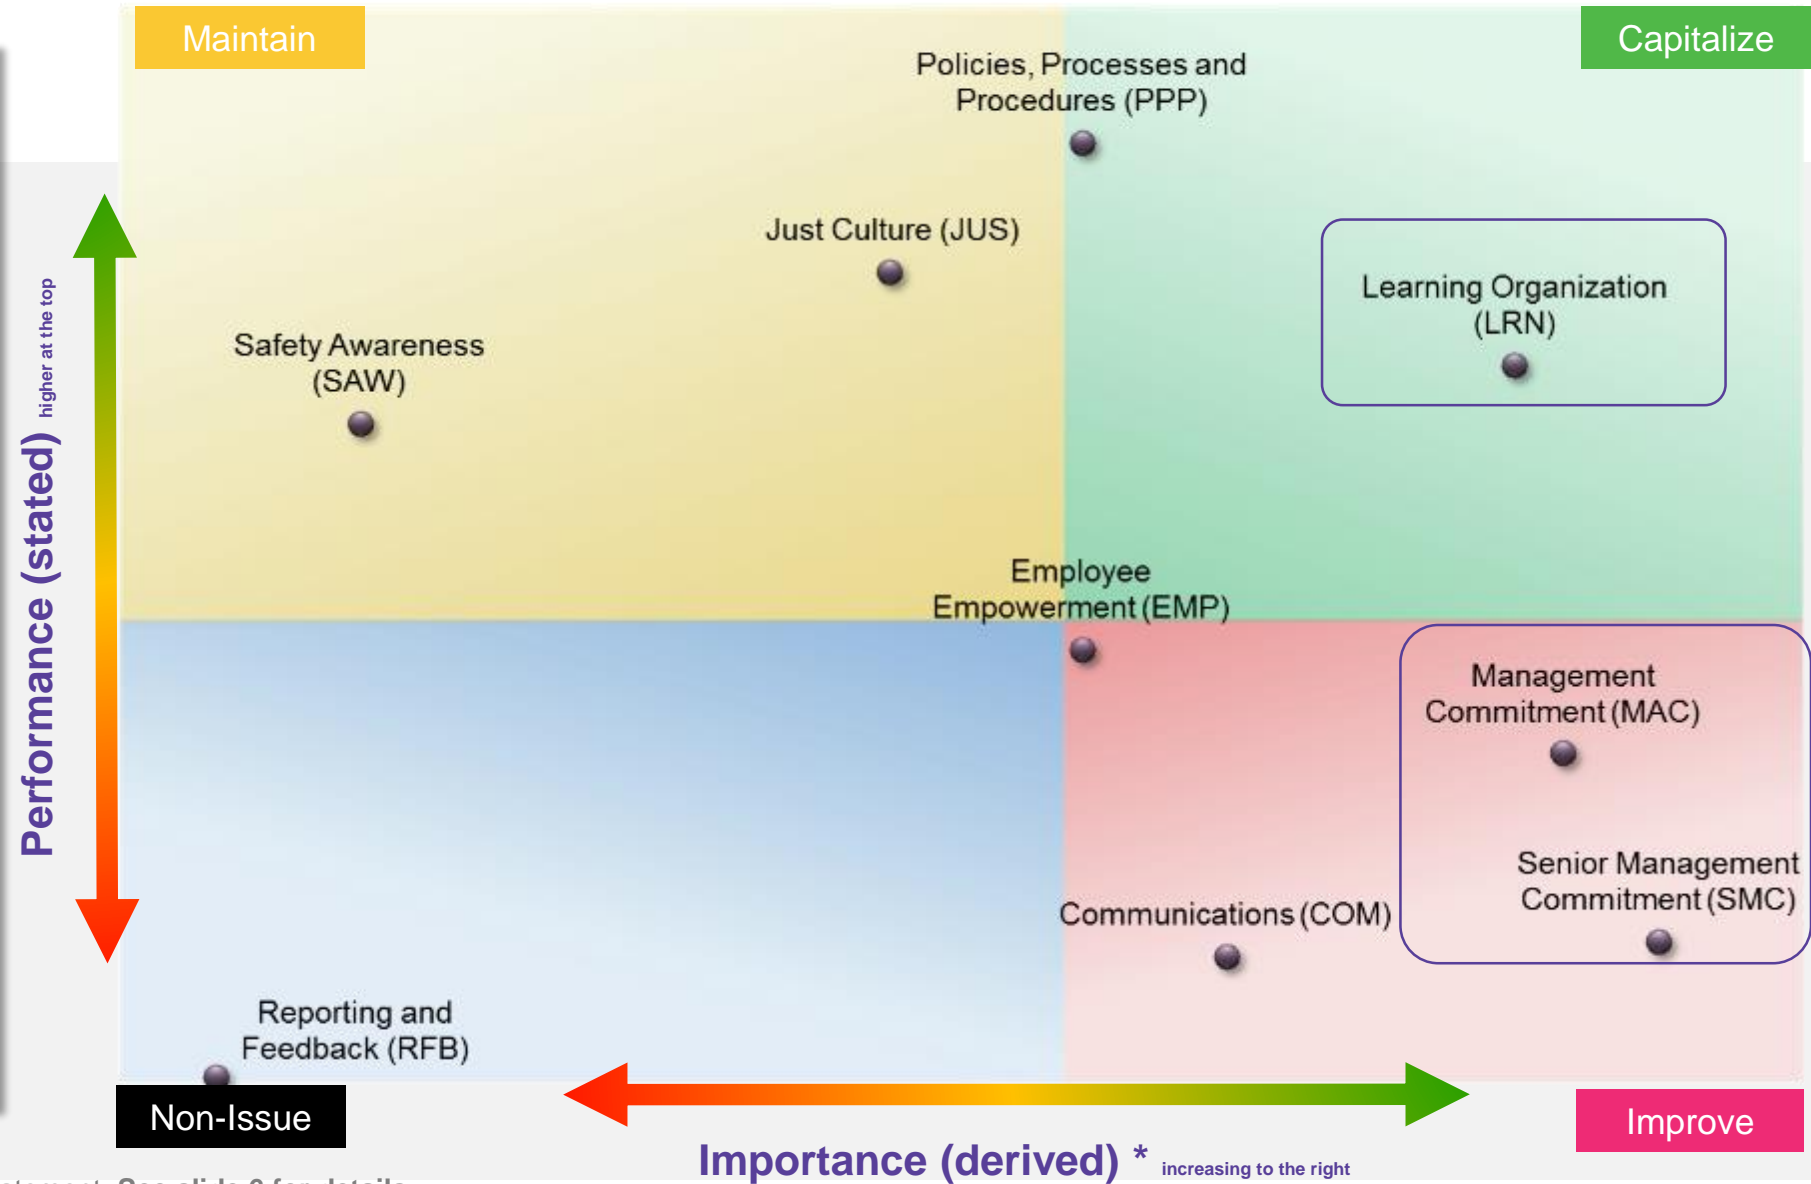 Maintain
Capitalize
Policies, Processes and
Procedures (PPP)
Just Culture (JUS)
Learning Organization
(LRN)
Safety Awareness
(SAW)
Performance (stated) higher at the top
Employee
Empowerment (EMP)
Management
Commitment (MAC)
Senior Management
Commitment (SMC)
Communications (COM)
Reporting and
Feedback (RFB)
Non-Issue
Improve
Importance (derived) * increasing to the right